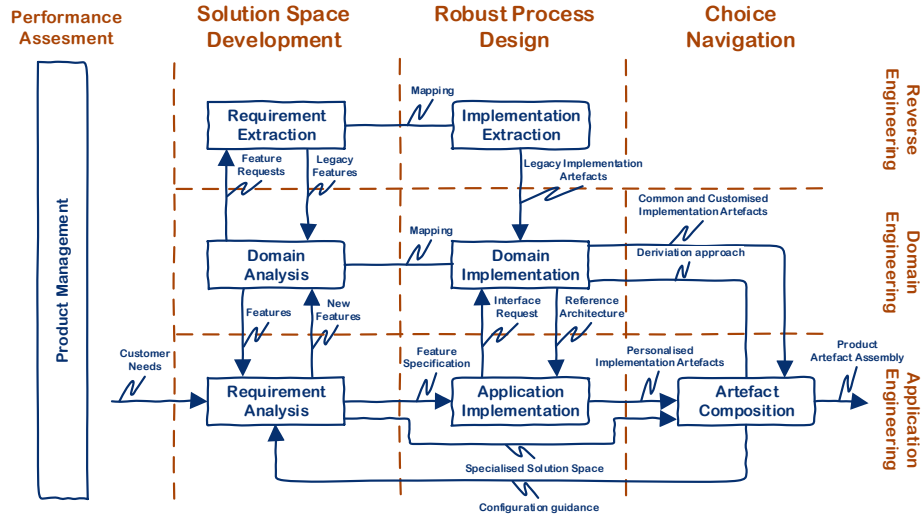 Performance
Assesment
Solution Space
Development
Robust Process
Design
Choice
Navigation
Reverse
Engineering
Domain
Engineering
Application
Engineering
Product Management
Requirement
Extraction
Mapping
Implementation
Extraction
Feature
Requests
Legacy
Features
Legacy Implementation
Artefacts
Common and Customised
Implementation Artefacts
Domain
Analysis
Mapping
Domain
Implementation
Deriviation approach
Features
New
Features
Interface
Request
Reference
Architecture
Customer
Needs
Feature
Specification
Personalised
Implementation Artefacts
Product
Artefact Assembly
Requirement
Analysis
Application
Implementation
Artefact
Composition
Specialised Solution Space
Configuration guidance